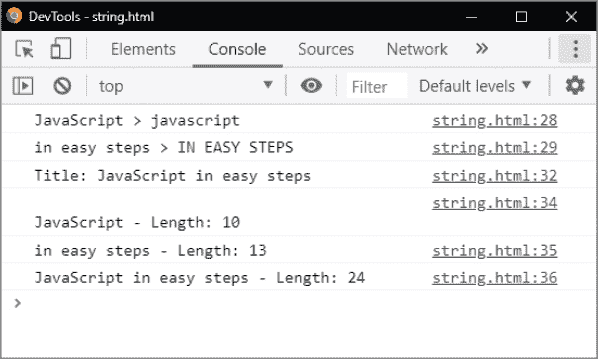 DevTools - string.html
Elements Console Sources Network »
top Filter Default levels
JavaScript > javascript string.html:28
in easy steps > IN EASY STEPS string.html:29
Title: JavaScript in easy steps string.html:32
string.html:34
JavaScript - Length: 10
in easy steps - Length: 13 string.html:35
JavaScript in easy steps - Length: 24 string.html:36
>